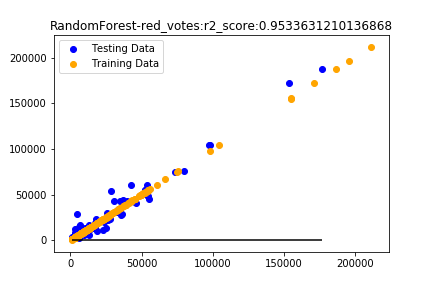 RandomForest-red_votes:r2_score:0.9533631210136868
Testing Data
Training Data
200000
150000
100000
50000
0
0 50000 100000 150000 200000